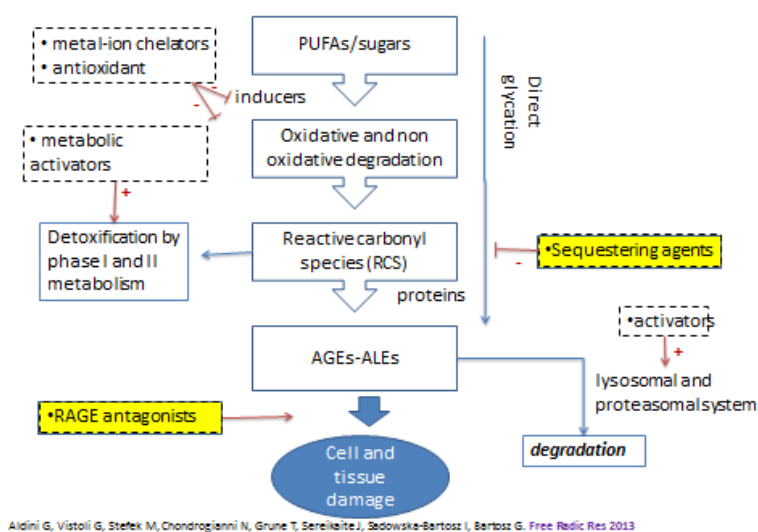 • metal-ion chelators
• antioxidant
PUFAs/sugars
-
-
inducers
Direct
glycation
Oxidative and non
oxidative degradation
• metabolic
activators
+
Detoxification by
phase I and II
metabolism
Reactive carbonyl
species (RCS)
•Sequestering agents
-
proteins
•activators
+
AGEs-ALEs
lysosomal and
proteasomal system
•RAGE antagonists
degradation
Cell and
tissue
damage
Aldini G, Vistoli G, Stefek M, Chondrogianni N, Grune T, Sereikaite J, Sadowska-Bartosz I, Bartosz G. Free Radic Res 2013